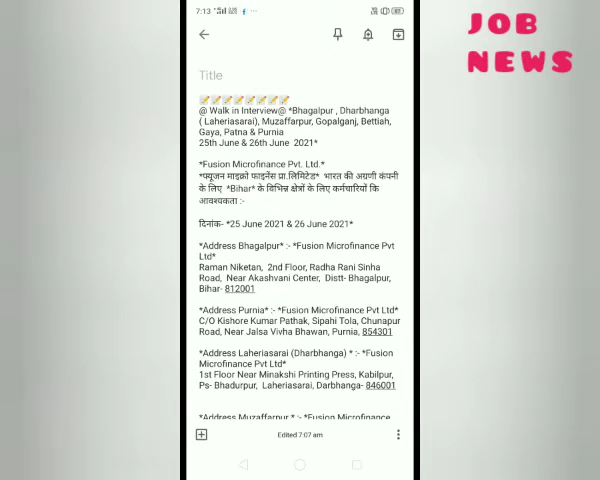 7:13
JOB
NEWS
Title
@ Walk in Interview@ *Bhagalpur , Dharbhanga
( Laheriasarai), Muzaffarpur, Gopalganj, Bettiah,
Gaya, Patna & Purnia
25th June & 26th June 2021*
*Fusion Microfinance Pvt. Ltd.*
*फ्यूजन माइक्रो फाइनेंस प्रा.लिमिटेड* भारत की अग्रणी कंपनी
के लिए *Bihar* के विभिन्न क्षेत्रों के लिए कर्मचारियों कि
आवश्यकता :-
दिनांक- *25 June 2021 & 26 June 2021*
*Address Bhagalpur* :- *Fusion Microfinance Pvt
Ltd*
Raman Niketan, 2nd Floor, Radha Rani Sinha
Road, Near Akashvani Center, Distt- Bhagalpur,
Bihar- 812001
*Address Purnia* :- *Fusion Microfinance Pvt Ltd*
C/O Kishore Kumar Pathak, Sipahi Tola, Chunapur
Road, Near Jalsa Vivha Bhawan, Purnia, 854301
*Address Laheriasarai (Dharbhanga) * :- *Fusion
Microfinance Pvt Ltd*
1st Floor Near Minakshi Printing Press, Kabilpur,
Ps- Bhadurpur, Laheriasarai, Darbhanga- 846001
*Address Muzaffarpur * :- *Fusion Microfinance
Edited 7:07 am